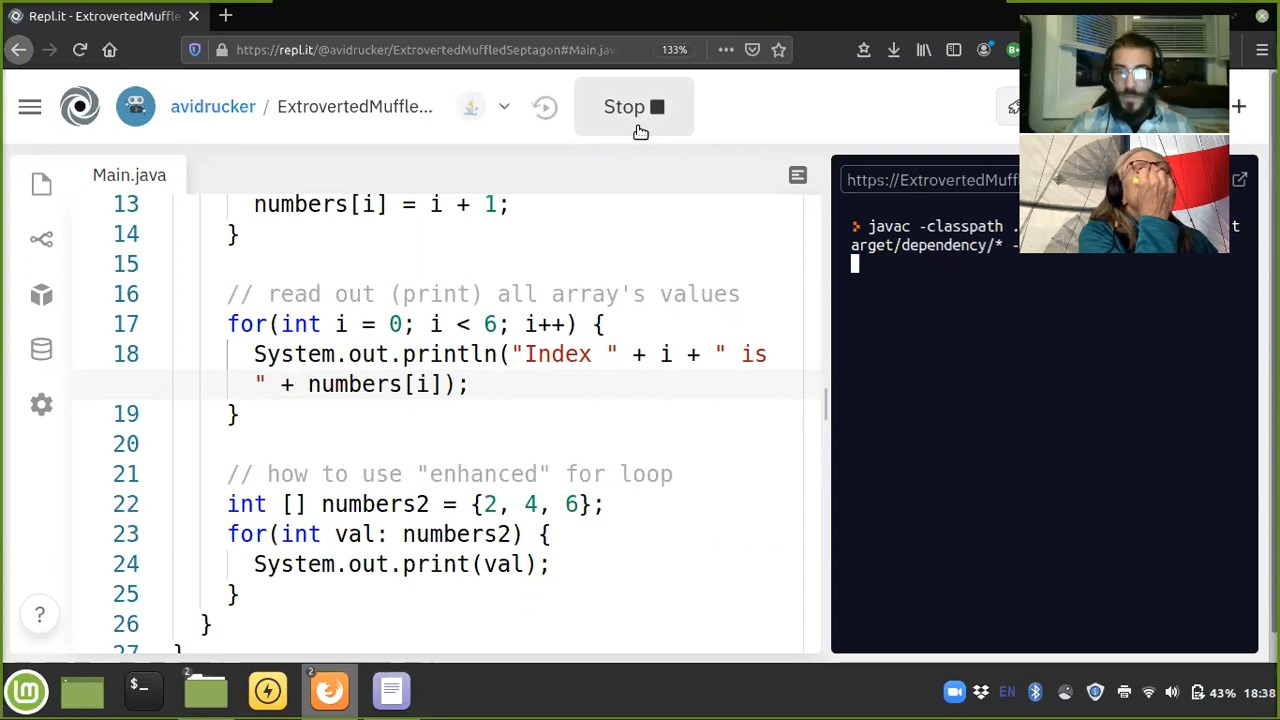 Repl.it - ExtrovertedMuffle
https://repl.it/@avidrucker/ExtrovertedMuffledSeptagon#Main.jav
133%
avidrucker / ExtrovertedMuffle...
Stop
Main.java
https://ExtrovertedMuffl
13 numbers[i] = i + 1;
14 }
15
16 // read out (print) all array's values
17 for(int i = 0; i < 6; i++) {
18 System.out.println("Index " + i + " is
" + numbers[i]);
19 }
20
21 // how to use "enhanced" for loop
22 int [] numbers2 = {2, 4, 6};
23 for(int val: numbers2) {
24 System.out.print(val);
25 }
26 }
27 }
> javac -classpath . t
arget/dependency/* -
?
2
2
EN
43%
18:38